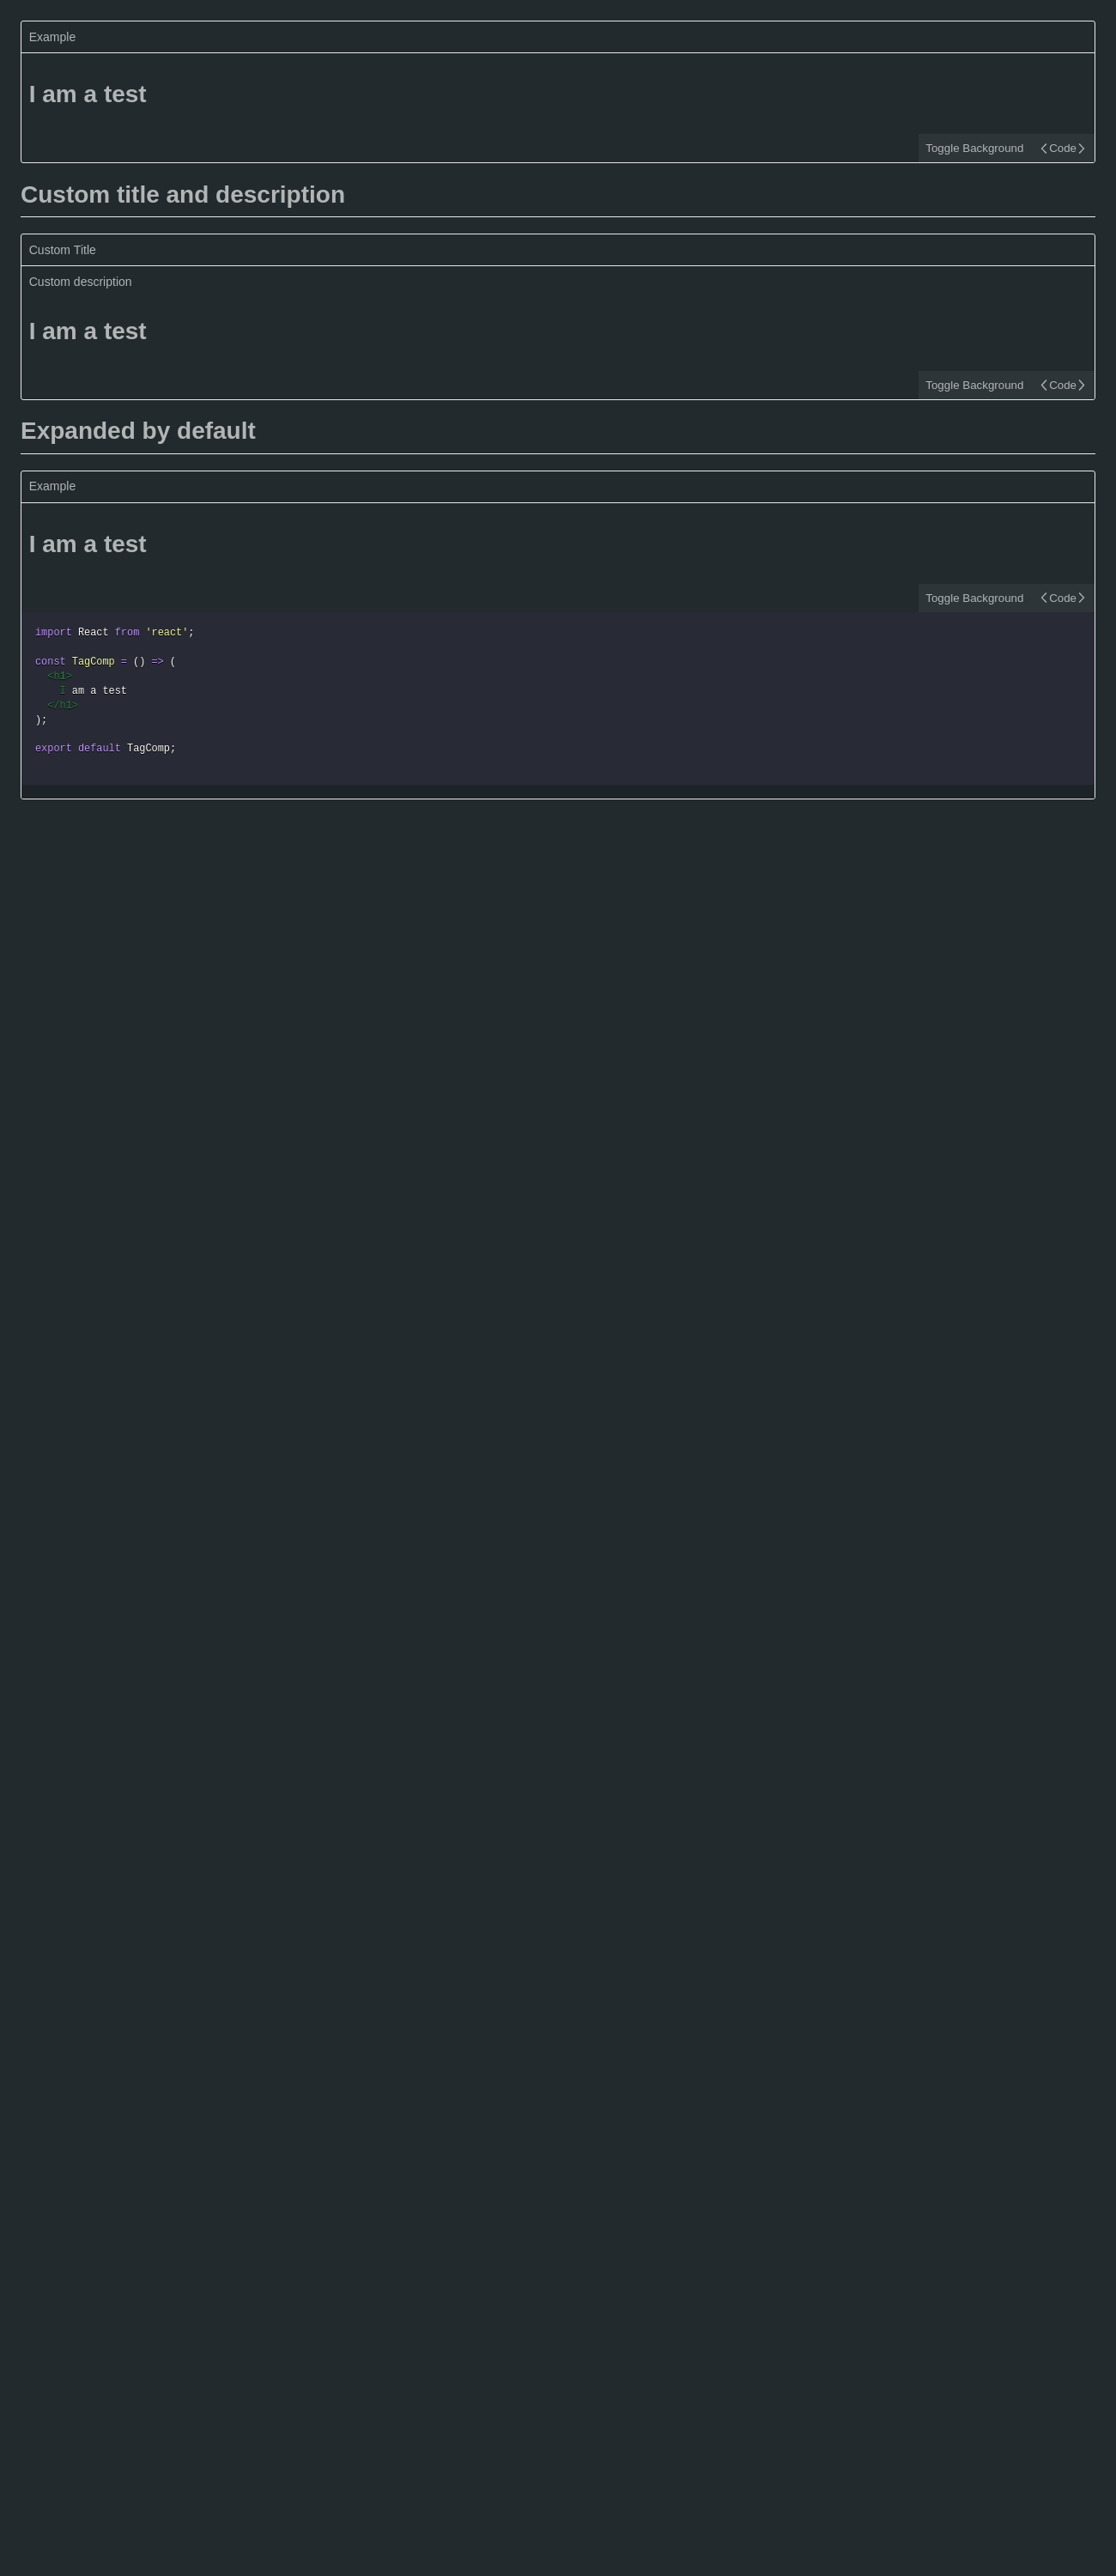 Example
I am a test
Toggle Background Code
Custom title and description
Custom Title
Custom description
I am a test
Toggle Background Code
Expanded by default
Example
I am a test
Toggle Background Code
import React from 'react';
const TagComp = () => (
<h1>
I am a test
</h1>
);
export default TagComp;